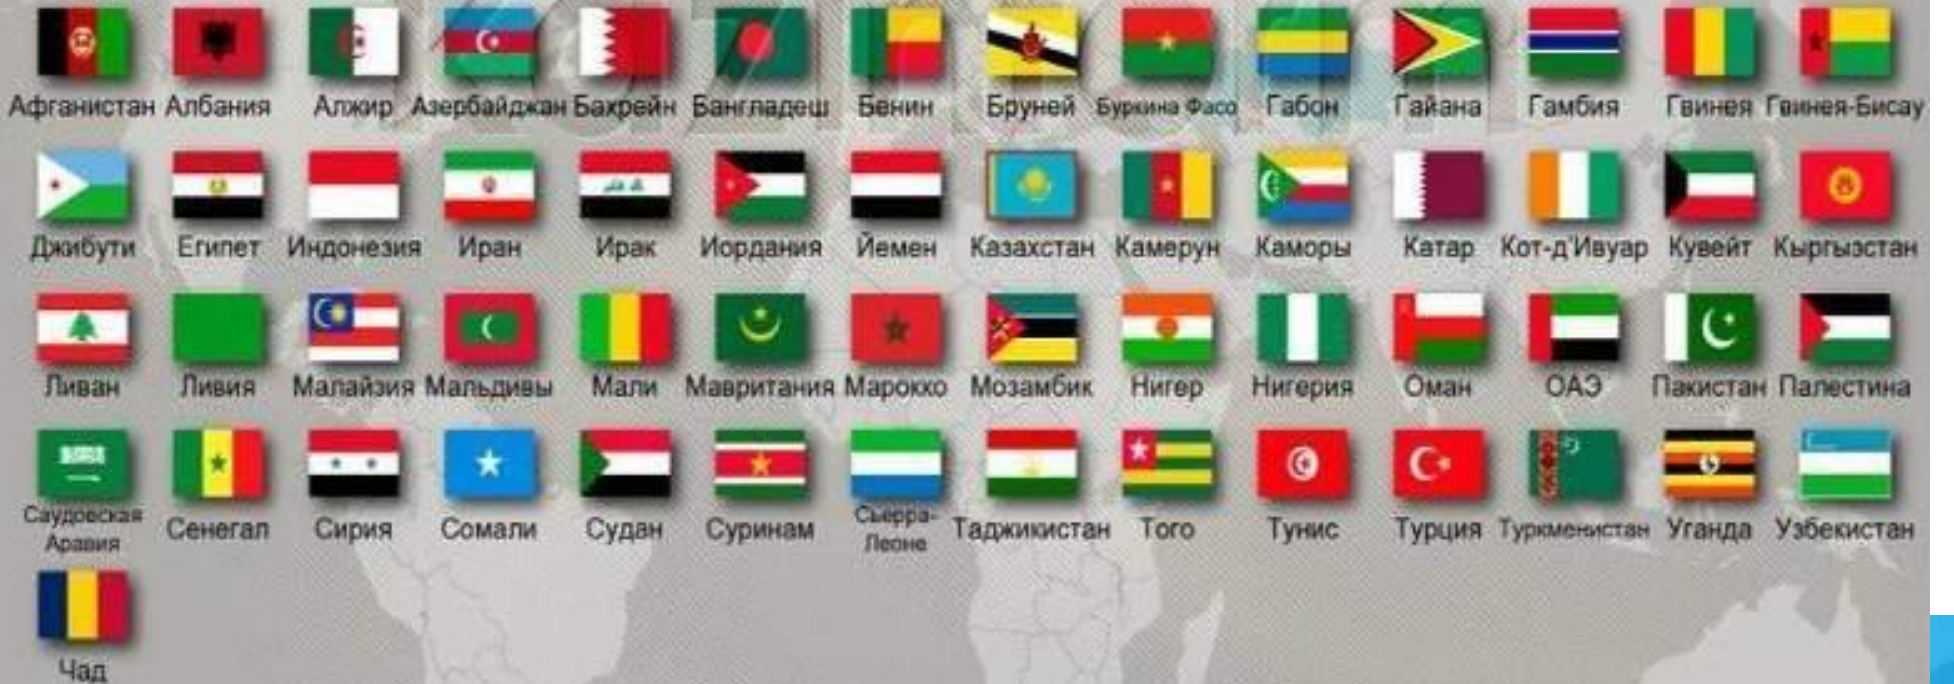 Афганистан Албания Алжир Азербайджан Бахрейн Бангладеш Бенин Бруней Буркина Фасо Габон Гайана Гамбия Гвинея Гвинея-Бисау
Джибути Египет Индонезия Иран Ирак Иордания Йемен Казахстан Камерун Каморы Катар Кот-д'Ивуар Кувейт Кыргызстан
Ливан Ливия Малайзия Мальдивы Мали Мавритания Марокко Мозамбик Нигер Нигерия Оман ОАЭ Пакистан Палестина
Саудовская Аравия Сенегал Сирия Сомали Судан Суринам Сьерра-Леоне Таджикистан Того Тунис Турция Туркменистан Уганда Узбекистан
Чад